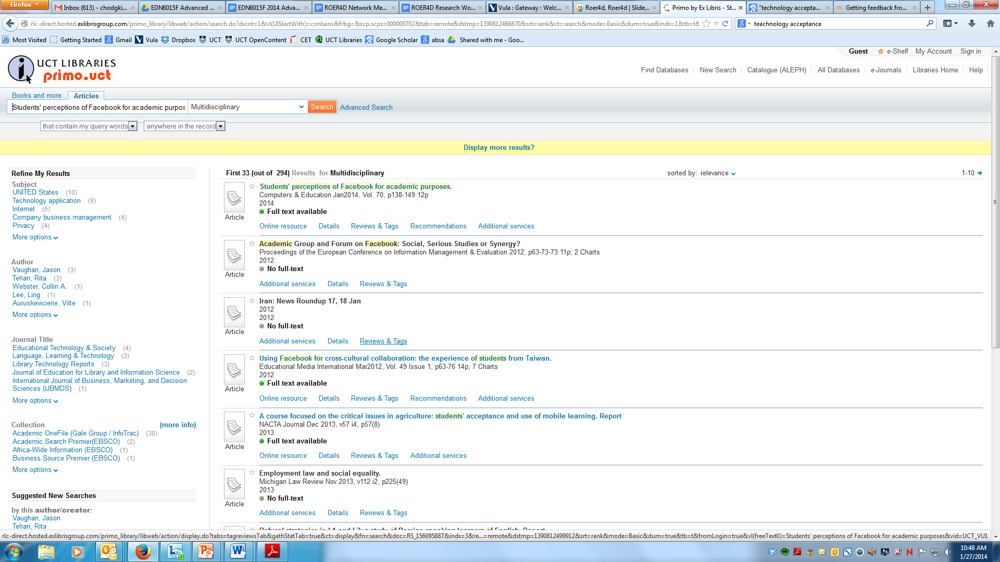 Firefox
Inbox (613) - chodgki...
EDN6015F Advanced ...
EDN6015F 2014 Adva...
ROER4D Network Me...
ROER4D Research Wo...
Vula : Gateway : Welc...
Roer4d, Roer4d | Slide...
Primo by Ex Libris - St...
"technology accepta...
Getting feedback fro...
rlc-direct.hosted.exlibrisgroup.com/primo_library/libweb/action/search.do?dscnt=1&vl(UIStartWith)=contains&frbg=&scp.scps=000000702&tab=remote&dstmp=1390812466870&srt=rank&ct=search&mode=Basic&dum=true&indx=1&tb=t&
teachnology acceptance
Most Visited Getting Started Gmail Vula Dropbox UCT UCT OpenContent CET UCT Libraries Google Scholar absa Shared with me - Goo...
Guest e-Shelf My Account Sign in
UCT LIBRARIES
primo.uct
Find Databases New Search Catalogue (ALEPH) All Databases e-Journals Libraries Home Help
Books and more Articles
Students' perceptions of Facebook for academic purpos Multidisciplinary Search Advanced Search
that contain my query words anywhere in the record
Display more results?
Refine My Results
Subject
UNITED States (10)
Technology application (9)
Internet (5)
Company business management (4)
Privacy (4)
More options
Author
Vaughan, Jason (3)
Tehan, Rita (3)
Webster, Collin A. (1)
Lee, Ling (1)
Auruskeviciene, Vilte (1)
More options
Journal Title
Educational Technology & Society (4)
Language, Learning & Technology (3)
Library Technology Reports (3)
Journal of Education for Library and Information Science (2)
International Journal of Business, Marketing, and Decision
Sciences (IJBMDS) (1)
More options
Collection (more info)
Academic OneFile (Gale Group / InfoTrac) (30)
Academic Search Premier(EBSCO) (2)
Africa-Wide Information (EBSCO) (1)
Business Source Premier (EBSCO) (1)
More options
Suggested New Searches
by this author/creator:
Vaughan, Jason
Tehan, Rita
First 33 (out of 294) Results for Multidisciplinary
sorted by: relevance
1-10
Students' perceptions of Facebook for academic purposes.
Computers & Education Jan2014, Vol. 70, p138-149 12p
2014
Full text available
Article
Online resource Details Reviews & Tags Recommendations Additional services
Academic Group and Forum on Facebook: Social, Serious Studies or Synergy?
Proceedings of the European Conference on Information Management & Evaluation 2012, p63-73-73 11p; 2 Charts
2012
No full-text
Article
Additional services Details Reviews & Tags
Iran: News Roundup 17, 18 Jan
2012
2012
No full-text
Article
Additional services Details Reviews & Tags
Using Facebook for cross-cultural collaboration: the experience of students from Taiwan.
Educational Media International Mar2012, Vol. 49 Issue 1, p63-76 14p; 7 Charts
2012
Full text available
Article
Online resource Details Reviews & Tags Recommendations Additional services
A course focused on the critical issues in agriculture: students' acceptance and use of mobile learning. Report
NACTA Journal Dec 2013, v57 i4, p57(8)
2013
Full text available
Article
Online resource Details Reviews & Tags Additional services
Employment law and social equality.
Michigan Law Review Nov 2013, v112 i2, p225(49)
2013
No full-text
Article
Additional services Details Reviews & Tags
rlc-direct.hosted.exlibrisgroup.com/primo_library/libweb/action/display.do?tabs=tagreviewsTab&gathStatTab=true&ct=display&fn=search&doc=RS_156095887&indx=3&re...=remote&dstmp=1390812499912&srt=rank&mode=Basic&dum=true&tb=t&fromLogin=true&vl(freeText0)=Students' perceptions of Facebook for academic purposes&vid=UCT_VU1
10:48 AM
1/27/2014